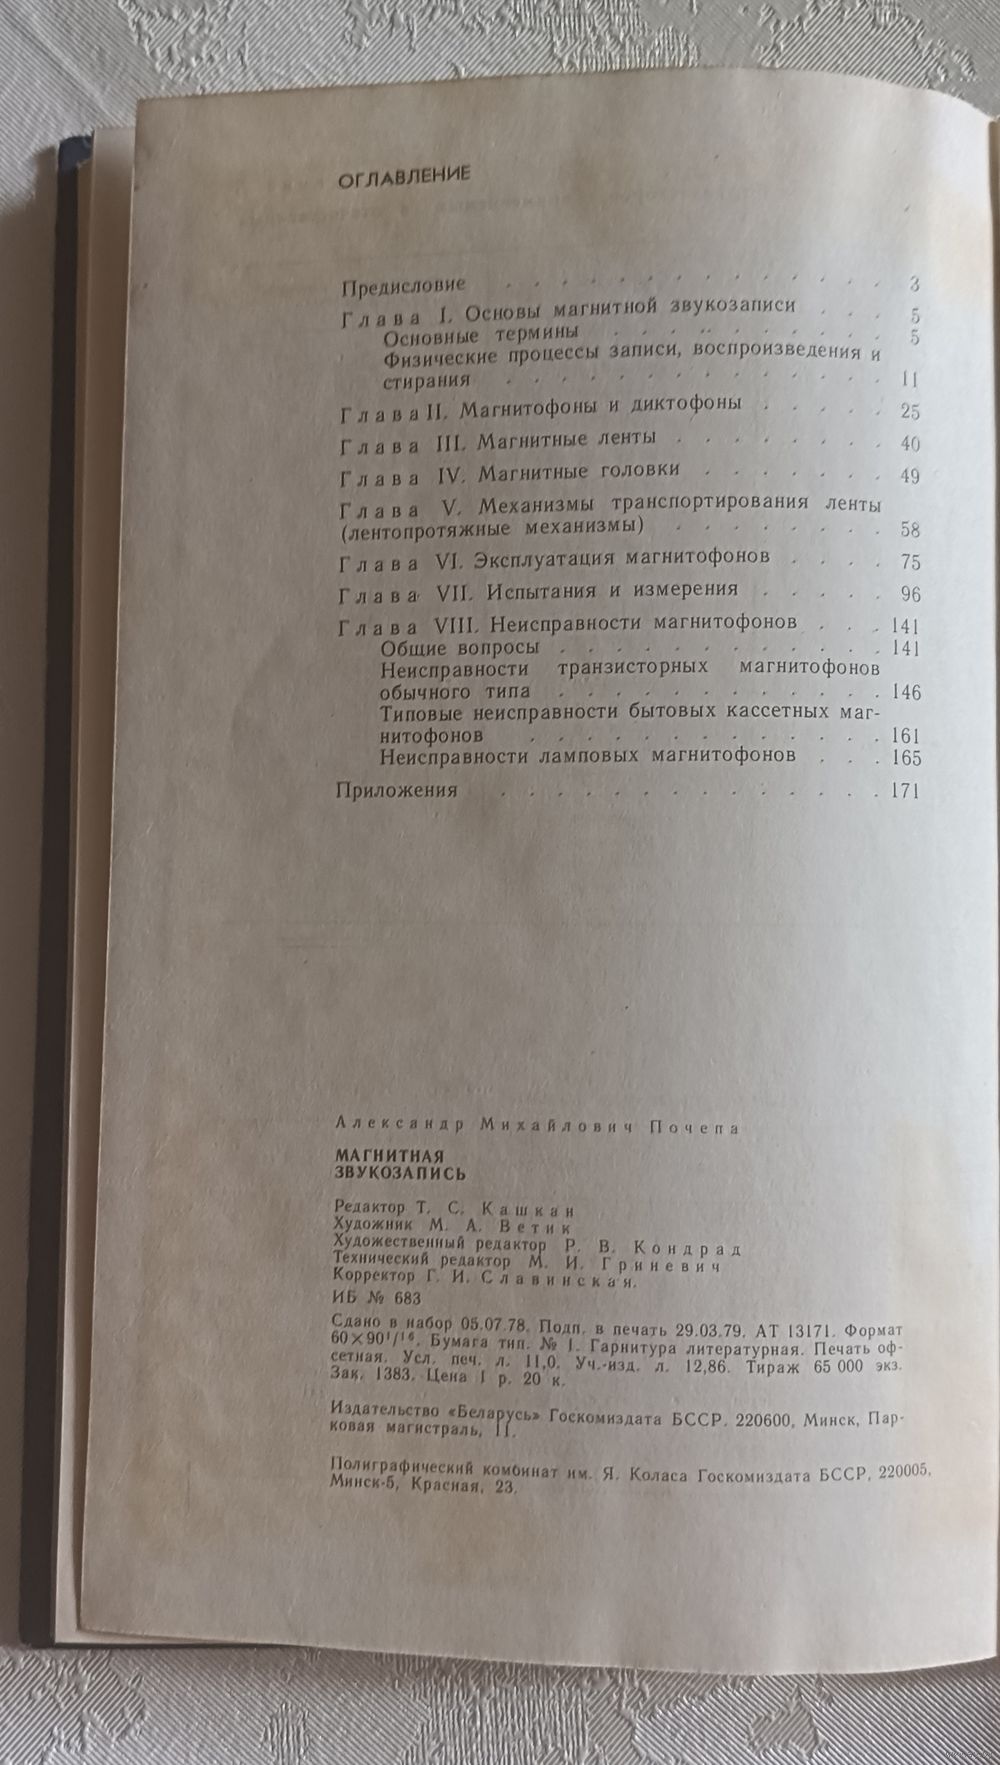 ОГЛАВЛЕНИЕ
Предисловие . . . . . . . . . . . . . 3
Глава I. Основы магнитной звукозаписи . . . 5
Основные термины . . . . . . . . . . 5
Физические процессы записи, воспроизведения и
стирания . . . . . . . . . . . . . . 11
Глава II. Магнитофоны и диктофоны . . . . . 25
Глава III. Магнитные ленты . . . . . . . . 40
Глава IV. Магнитные головки . . . . . . . 49
Глава V. Механизмы транспортирования ленты
(лентопротяжные механизмы) . . . . . . . . 58
Глава VI. Эксплуатация магнитофонов . . . . 75
Глава VII. Испытания и измерения . . . . . 96
Глава VIII. Неисправности магнитофонов . . . 141
Общие вопросы . . . . . . . . . . . . 141
Неисправности транзисторных магнитофонов
обычного типа . . . . . . . . . . . . 146
Типовые неисправности бытовых кассетных маг-
нитофонов . . . . . . . . . . . . . 161
Неисправности ламповых магнитофонов . . . 165
Приложения . . . . . . . . . . . . . . 171
Александр Михайлович Почепа
МАГНИТНАЯ
ЗВУКОЗАПИСЬ
Редактор Т. С. Кашкан
Художник М. А. Ветик
Художественный редактор Р. В. Кондрад
Технический редактор М. И. Гриневич
Корректор Г. И. Славинская.
ИБ № 683
Сдано в набор 05.07.78. Подп. в печать 29.03.79. АТ 13171. Формат
60×90¹/¹⁶. Бумага тип. № 1. Гарнитура литературная. Печать оф-
сетная. Усл. печ. л. 11,0. Уч.-изд. л. 12,86. Тираж 65 000 экз.
Зак. 1383. Цена 1 р. 20 к.
Издательство «Беларусь» Госкомиздата БССР. 220600, Минск, Пар-
ковая магистраль, 11.
Полиграфический комбинат им. Я. Коласа Госкомиздата БССР, 220005,
Минск-5, Красная, 23.